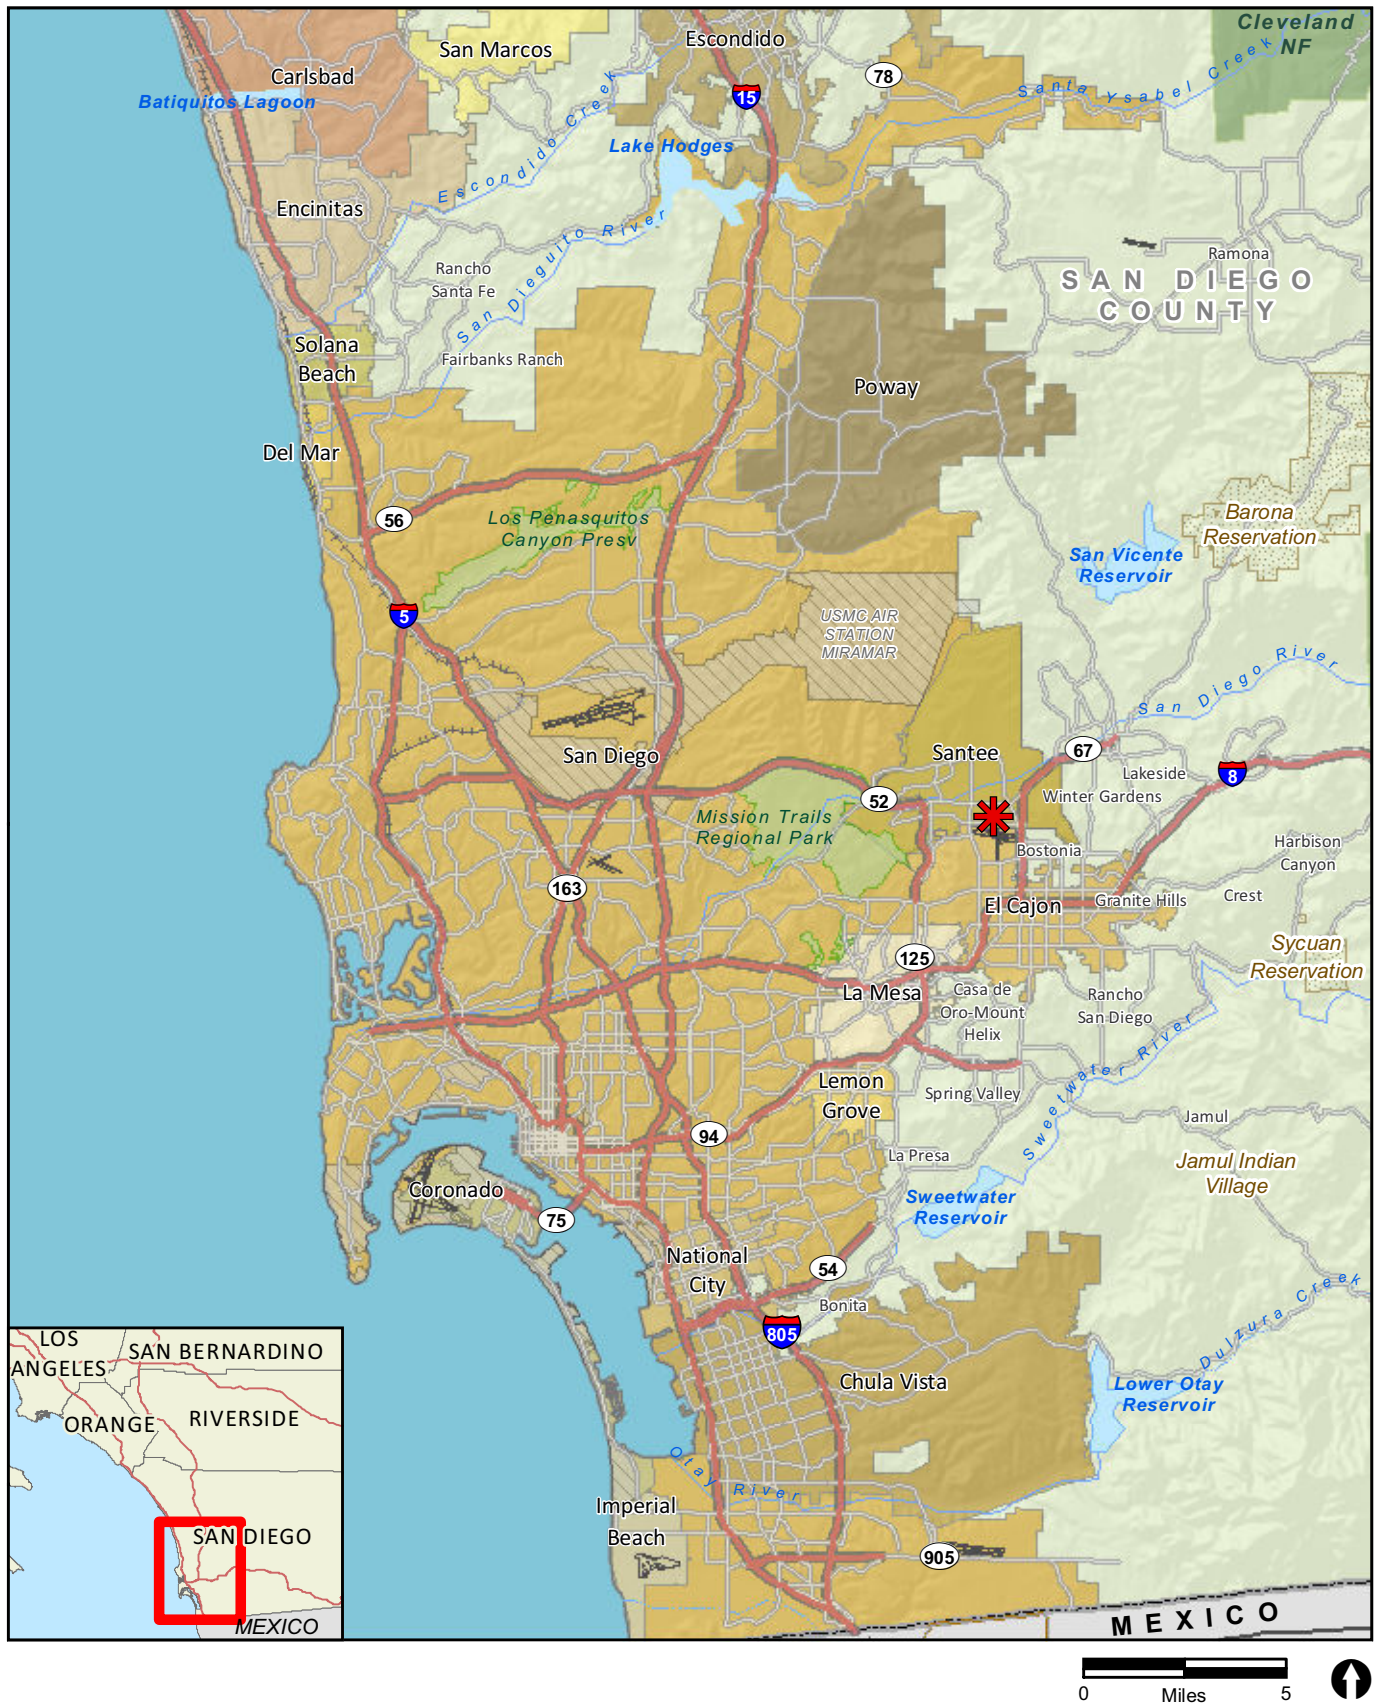 Cleveland
NF
San Marcos
Escondido
Carlsbad
78
15
Batiquitos Lagoon
Santa Ysabel Creek
Escondido Creek
Lake Hodges
Encinitas
San Dieguito River
Ramona
Rancho
Santa Fe
SAN DIEGO
COUNTY
Solana
Beach
Fairbanks Ranch
Poway
Del Mar
56
Los Penasquitos
Canyon Presv
Barona
Reservation
San Vicente
Reservoir
5
USMC AIR
STATION
MIRAMAR
San Diego River
San Diego
Santee
67
Lakeside
8
Winter Gardens
52
Mission Trails
Regional Park
Bostonia
Harbison
Canyon
163
El Cajon
Granite Hills
Crest
125
Sycuan
Reservation
La Mesa
Casa de
Oro-Mount
Helix
Rancho
San Diego
Sweetwater River
Lemon
Grove
Spring Valley
Jamul
94
La Presa
Jamul Indian
Village
Coronado
75
Sweetwater
Reservoir
National
City
54
Bonita
805
Dulzura Creek
Chula Vista
Lower Otay
Reservoir
Otay River
Imperial
Beach
905
MEXICO
LOS
ANGELES
SAN BERNARDINO
ORANGE
RIVERSIDE
SAN DIEGO
MEXICO
0 Miles 5